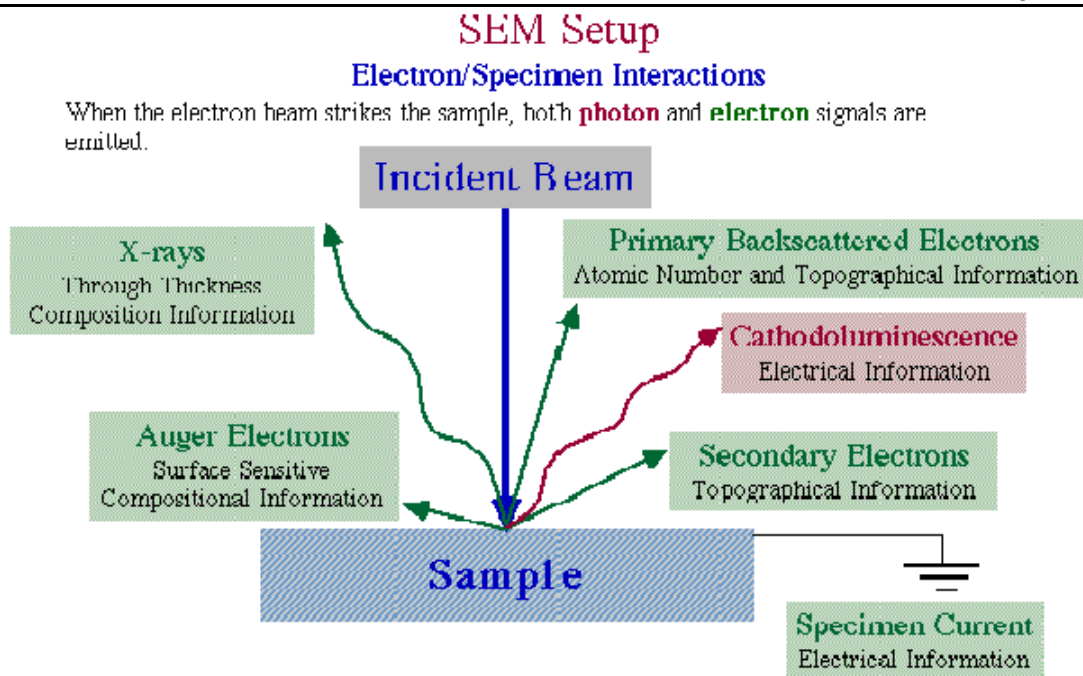 SEM Setup
Electron/Specimen Interactions
When the electron beam strikes the sample, both photon and electron signals are
emitted.
Incident Beam
X-rays
Through Thickness
Composition Information
Primary Backscattered Electrons
Atomic Number and Topographical Information
Cathodoluminescence
Electrical Information
Auger Electrons
Surface Sensitive
Compositional Information
Secondary Electrons
Topographical Information
Sample
Specimen Current
Electrical Information